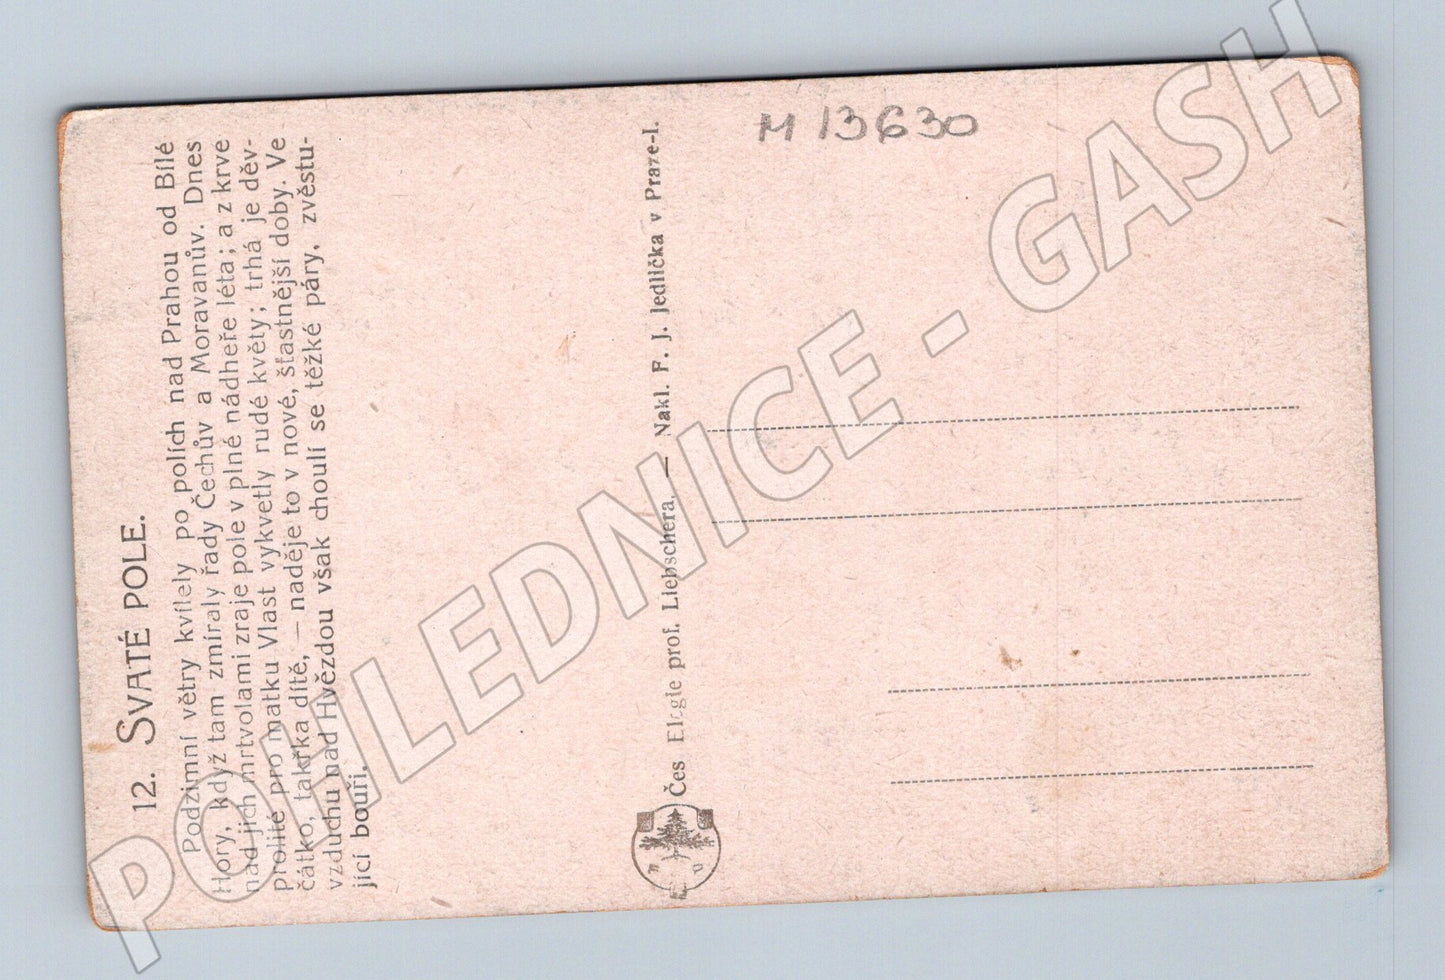 12. SVATÉ POLE.
Podzimní větry kvílely po polích nad Prahou od Bílé
Hory, když tam zmíraly řady Čechův a Moravanův. Dnes
nad jich mrtvolami zraje pole v plné nádheře léta; a z krve
prolité pro matku Vlast vykvetly rudé květy; trhá je děv-
čátko, takřka dítě, — naděje to v nové, šťastnější doby. Ve
vzduchu nad Hvězdou však choulí se těžké páry, zvěstu-
jící bouři.
Čes Elegie prof. Liebschera. — Nakl. F. J. Jedlička v Praze-I.
M 13630
POHLEDNICE - GASH